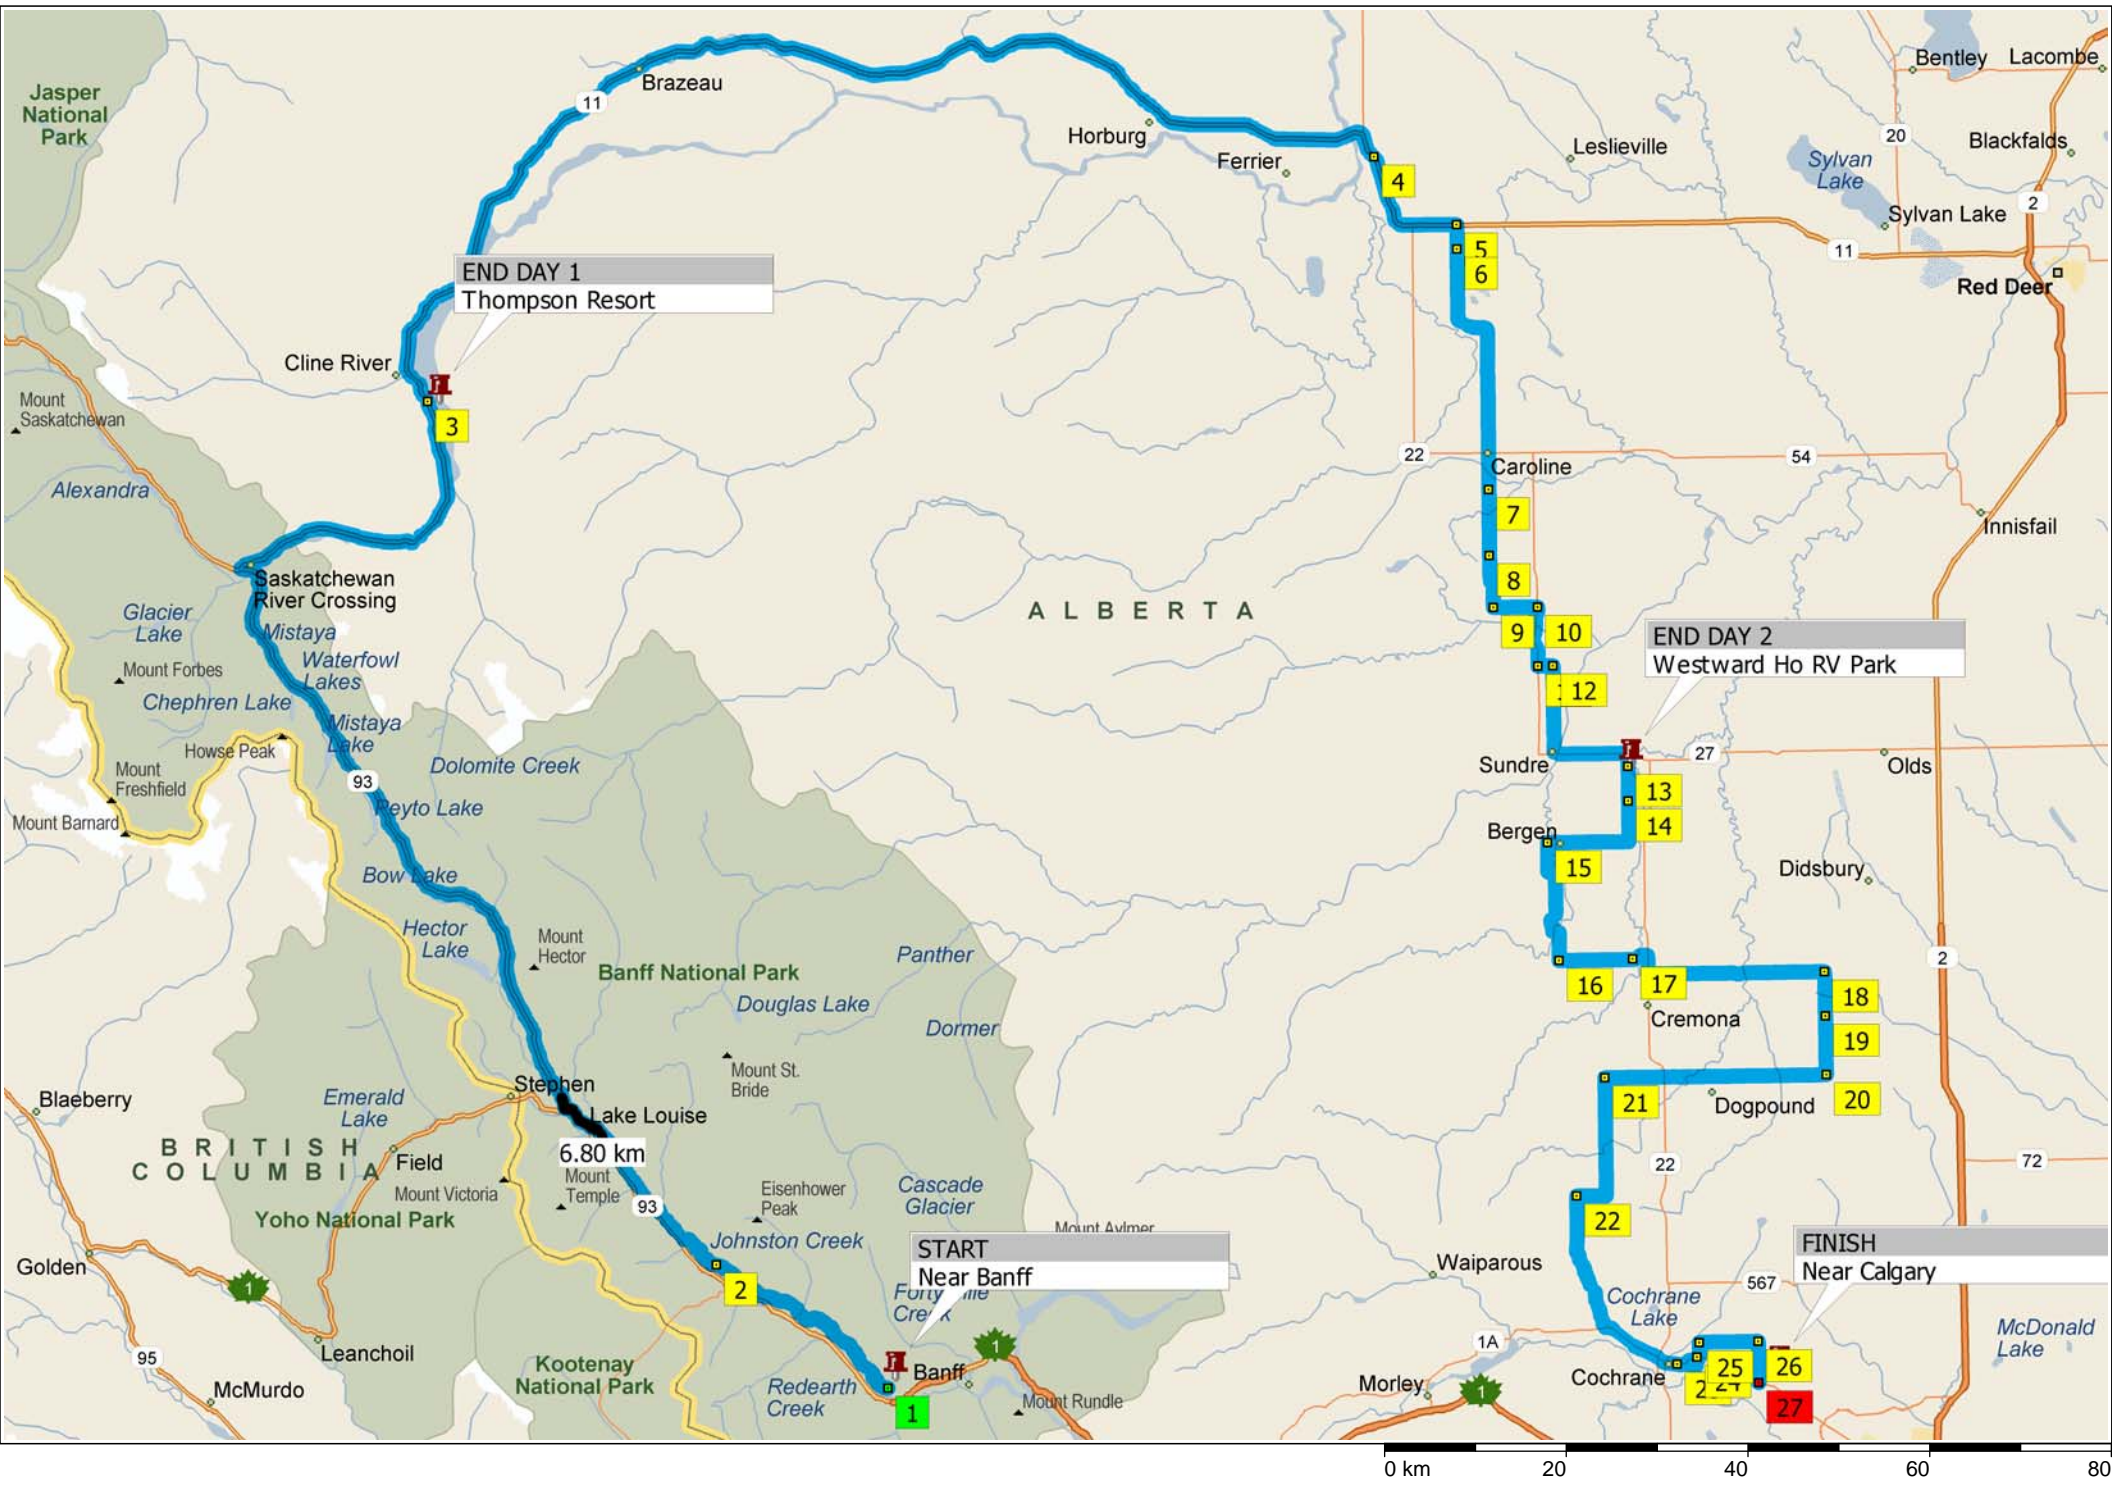 Bentley
Lacombe
Brazeau
11
Jasper
National
Park
Horburg
Ferrier
Leslieville
20
Blackfalds
Sylvan
Lake
4
2
Sylvan Lake
5
11
6
Red Deer
END DAY 1
Thompson Resort
Cline River
Mount
Saskatchewan
3
22
54
Caroline
Alexandra
7
Innisfail
Saskatchewan
River Crossing
8
Glacier
Lake
Mistaya
ALBERTA
9
10
END DAY 2
Westward Ho RV Park
Waterfowl
Lakes
Mount Forbes
Chephren Lake
12
Mistaya
Lake
Howse Peak
Dolomite Creek
Sundre
27
Olds
Mount
Freshfield
93
Peyto Lake
13
Mount Barnard
14
Bergen
15
Didsbury
Bow Lake
Hector
Lake
Mount
Hector
Panther
2
Banff National Park
16
17
18
Douglas Lake
Cremona
Dormer
19
Mount St.
Bride
Stephen
Emerald
Lake
Blaeberry
Lake Louise
21
Dogpound
20
BRITISH
COLUMBIA
6.80 km
Field
22
72
Mount Victoria
Mount
Temple
Eisenhower
Peak
Cascade
Glacier
93
Yoho National Park
22
Mount Aylmer
Johnston Creek
START
Near Banff
FINISH
Near Calgary
Golden
Waiparous
1
2
567
Cochrane
Lake
Leanchoil
1
1A
McDonald
Lake
95
Kootenay
National Park
Banff
25
26
McMurdo
Redearth
Creek
Morley
1
Cochrane
24
Mount Rundle
1
27
0 km
20
40
60
80